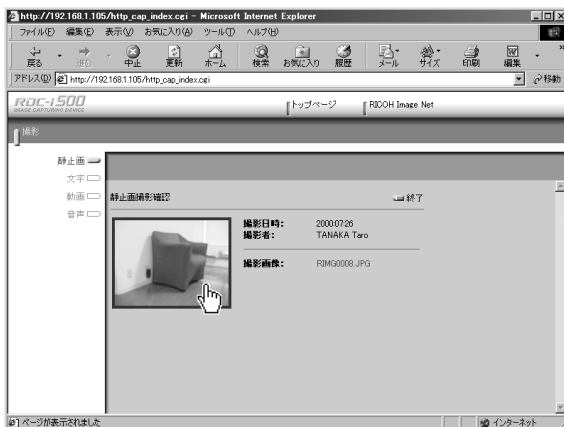 http://192.168.1.105/http_cap_index.cgi - Microsoft Internet Explorer
ファイル(F) 編集(E) 表示(V) お気に入り(A) ツール(T) ヘルプ(H)
戻る 進む 中止 更新 ホーム 検索 お気に入り 履歴 メール サイズ 印刷 編集
アドレス(D) http://192.168.1.105/http_cap_index.cgi 移動
RDC-i500
IMAGE CAPTURING DEVICE
トップページ RICOH Image Net
撮影
静止画
文字
動画
音声
静止画撮影確認 終了
撮影日時: 2000.07.26
撮影者: TANAKA Taro
撮影画像: RIMG0008.JPG
ページが表示されました インターネット